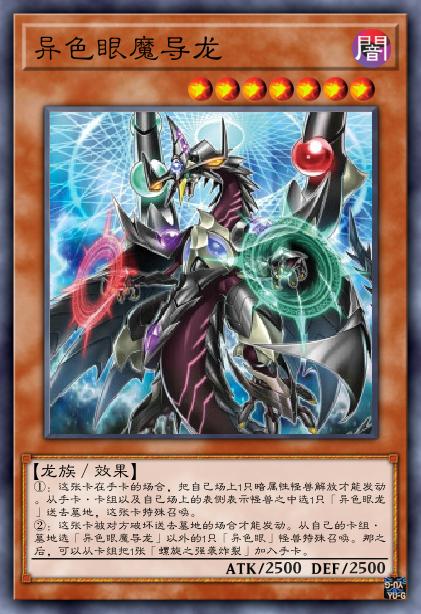 异色眼魔导龙
闇
【龙族／效果】
①：这张卡在手卡的场合，把自己场上1只暗属性怪兽解放才能发动
。从手卡·卡组以及自己场上的表侧表示怪兽之中选1只「异色眼龙
」送去墓地，这张卡特殊召唤。
②：这张卡被对方破坏送去墓地的场合才能发动。从自己的卡组·
墓地选「异色眼魔导龙」以外的1只「异色眼」怪兽特殊召唤。那之
后，可以从卡组把1张「螺旋之强袭炸裂」加入手卡。
ATK/2500 DEF/2500